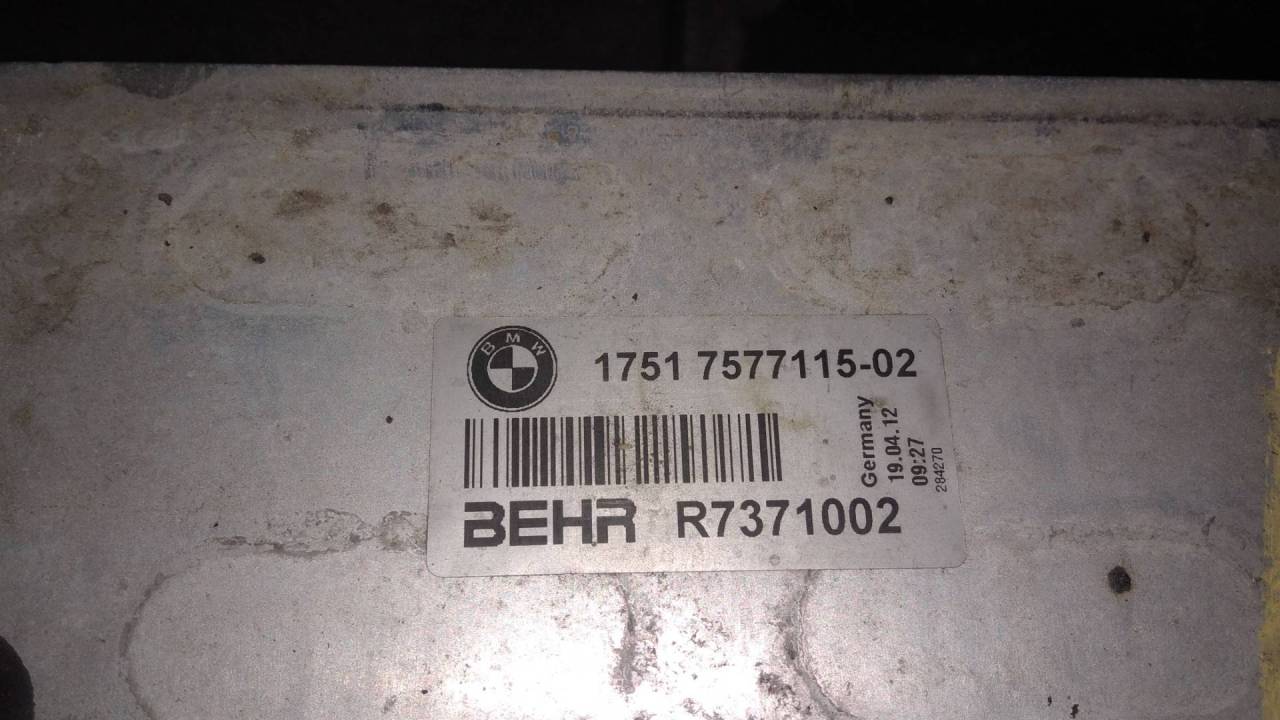 BMW
1751 7577115-02
Germany
19.04.12
09:27
284270
BEHR R7371002